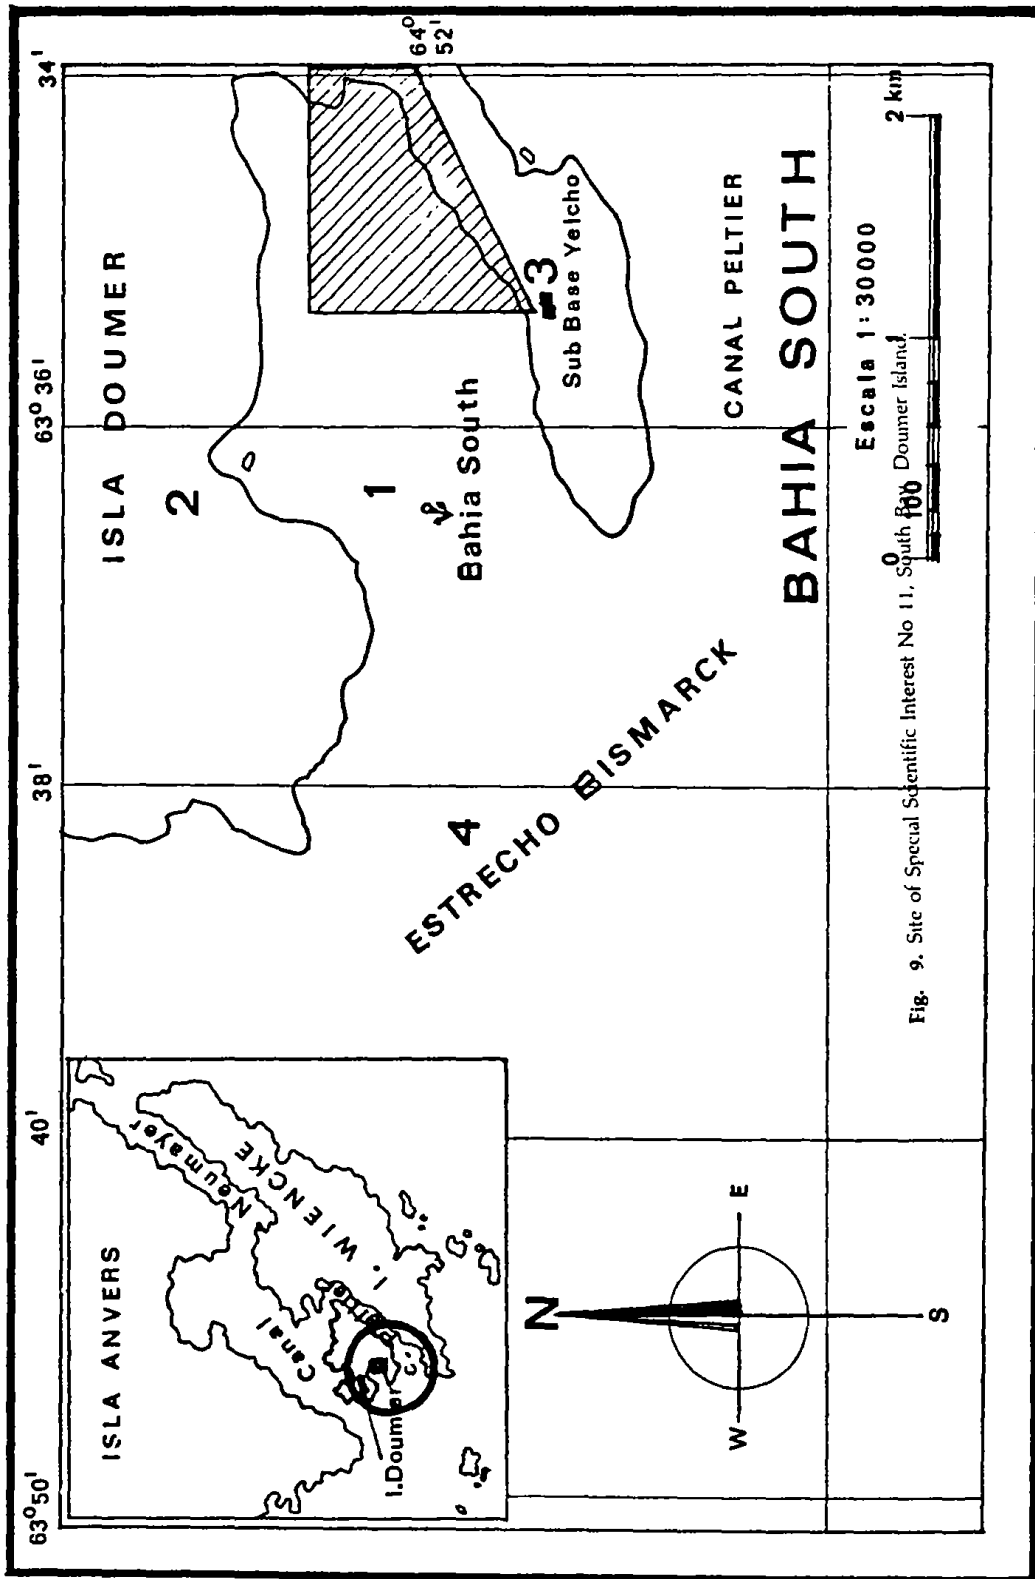 63° 50'
40'
38'
63° 36'
34'
64°
52'
ISLA ANVERS
Canal
Neumayer
I. WIENCKE
Peltier
I. Doumer
ISLA DOUMER
2
1
Bahia South
3
Sub Base Yelcho
4
ESTRECHO BISMARCK
CANAL PELTIER
BAHIA SOUTH
N
W
E
S
Escala 1:30000
0
100
1
2 km
Fig. 9. Site of Special Scientific Interest No 11, South Bay, Doumer Island.